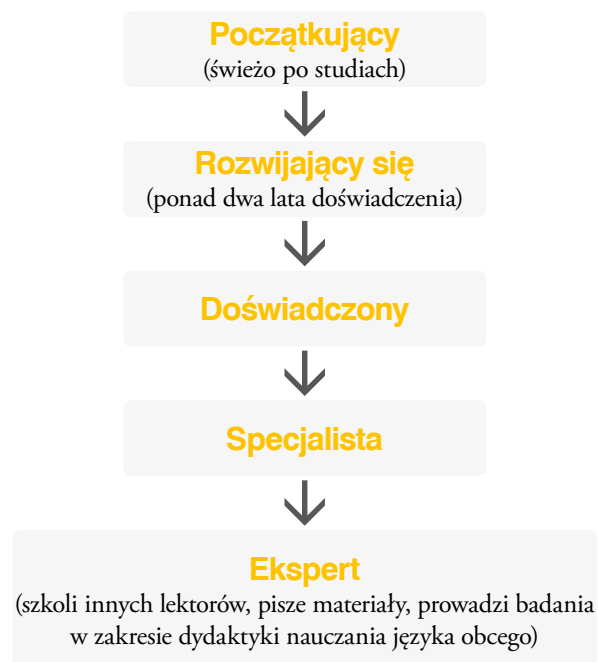 Początkujący
(świeżo po studiach)
Rozwijający się
(ponad dwa lata doświadczenia)
Doświadczony
Specjalista
Ekspert
(szkoli innych lektorów, pisze materiały, prowadzi badania
w zakresie dydaktyki nauczania języka obcego)